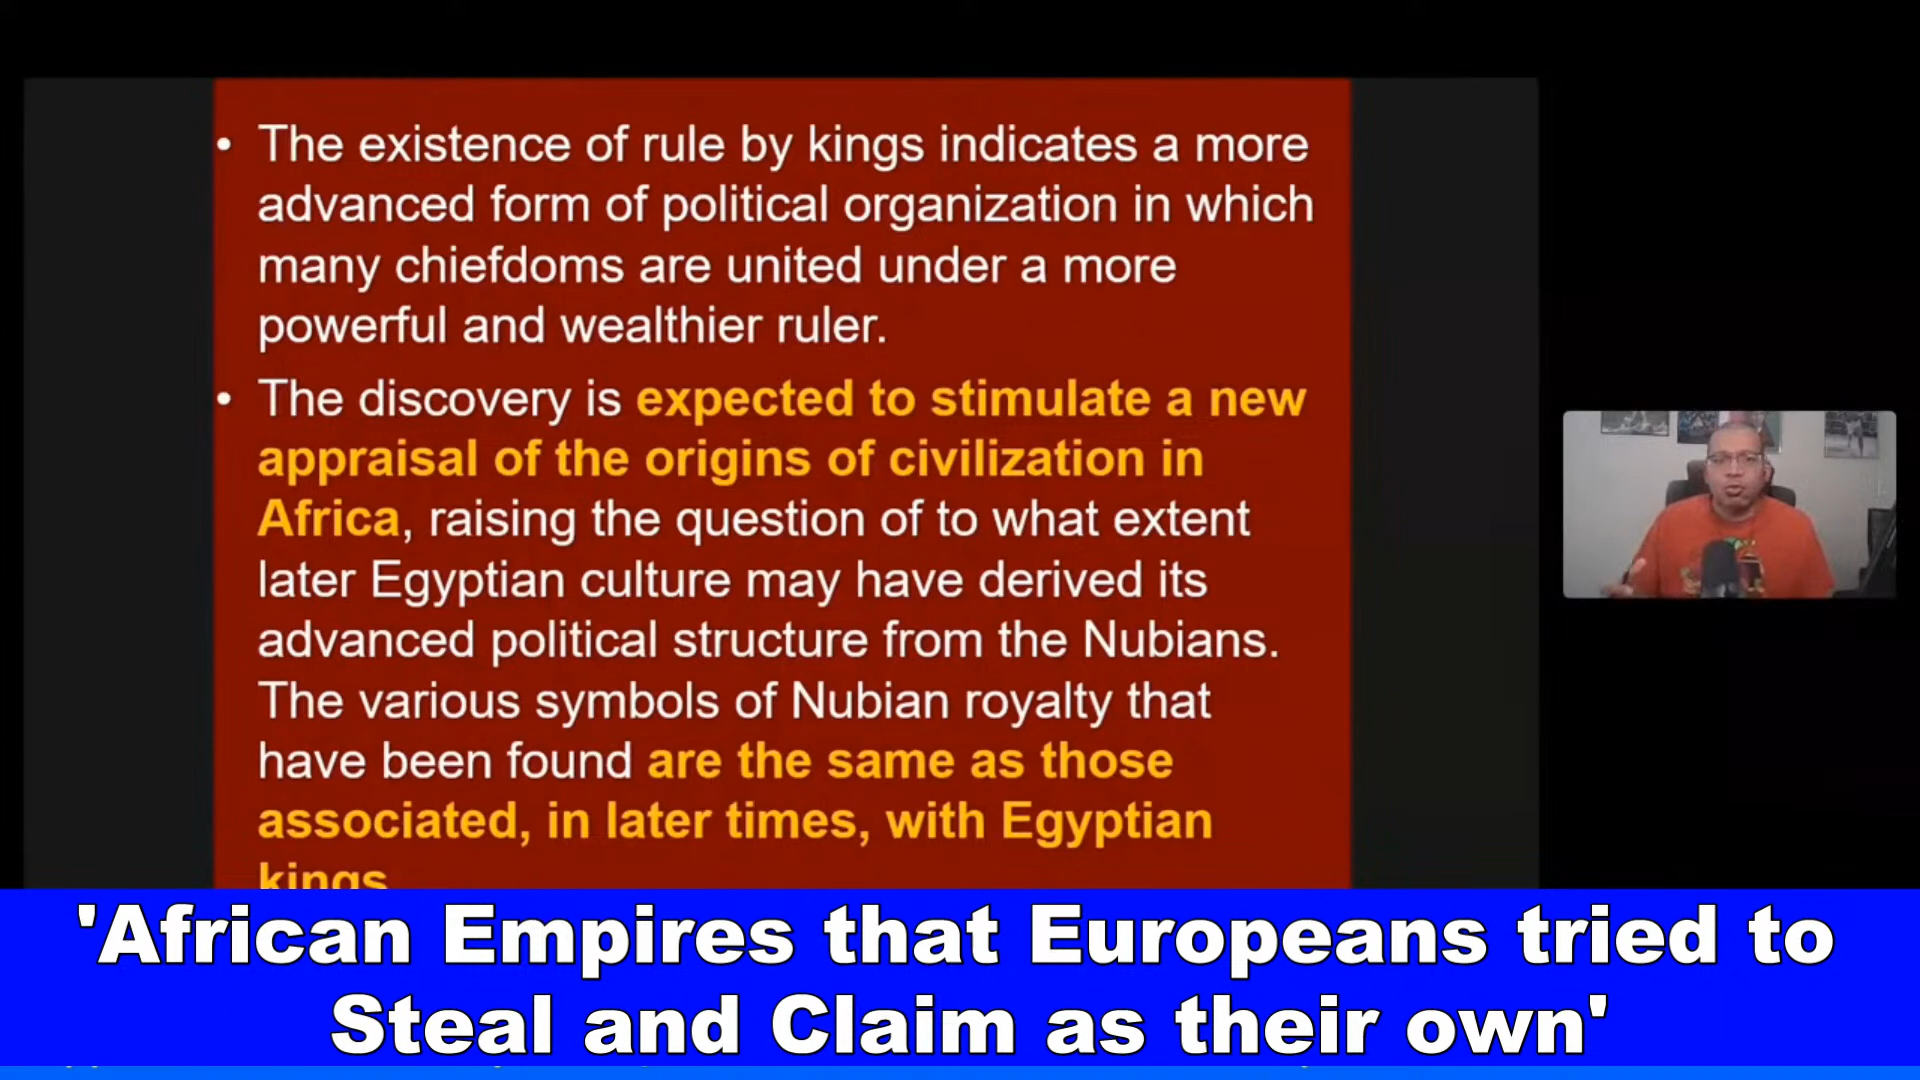 • The existence of rule by kings indicates a more
advanced form of political organization in which
many chiefdoms are united under a more
powerful and wealthier ruler.
• The discovery is expected to stimulate a new
appraisal of the origins of civilization in
Africa, raising the question of to what extent
later Egyptian culture may have derived its
advanced political structure from the Nubians.
The various symbols of Nubian royalty that
have been found are the same as those
associated, in later times, with Egyptian
kings
'African Empires that Europeans tried to
Steal and Claim as their own'